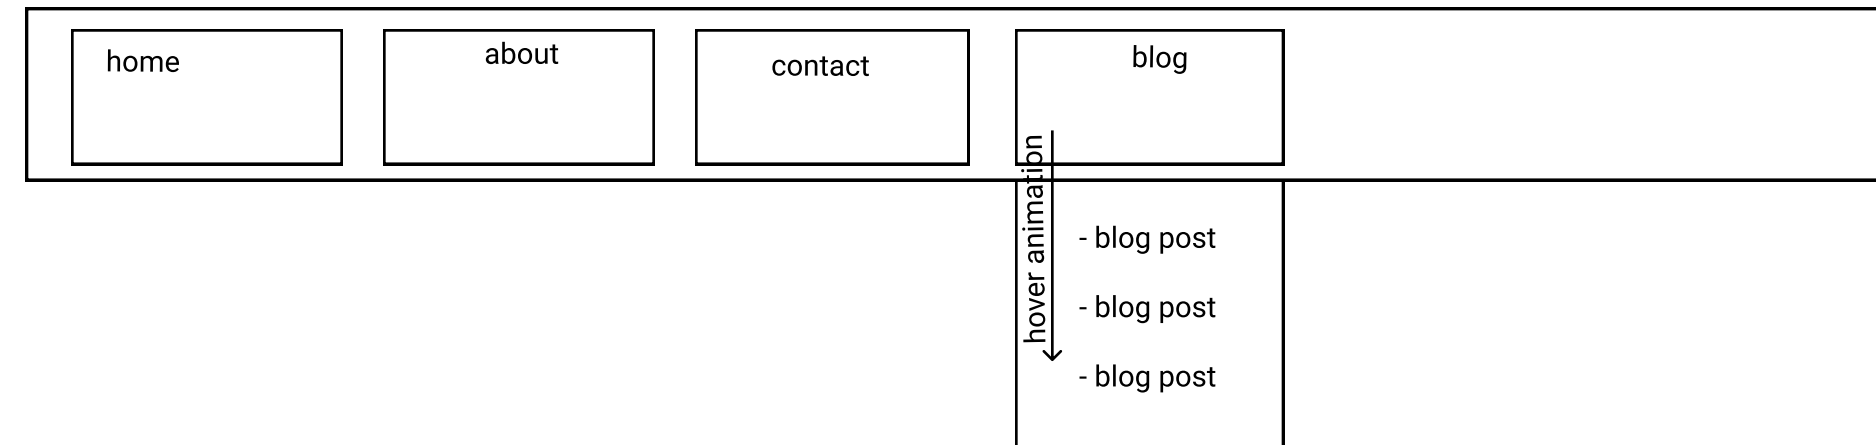 home
about
contact
blog
hover animation
- blog post
- blog post
- blog post